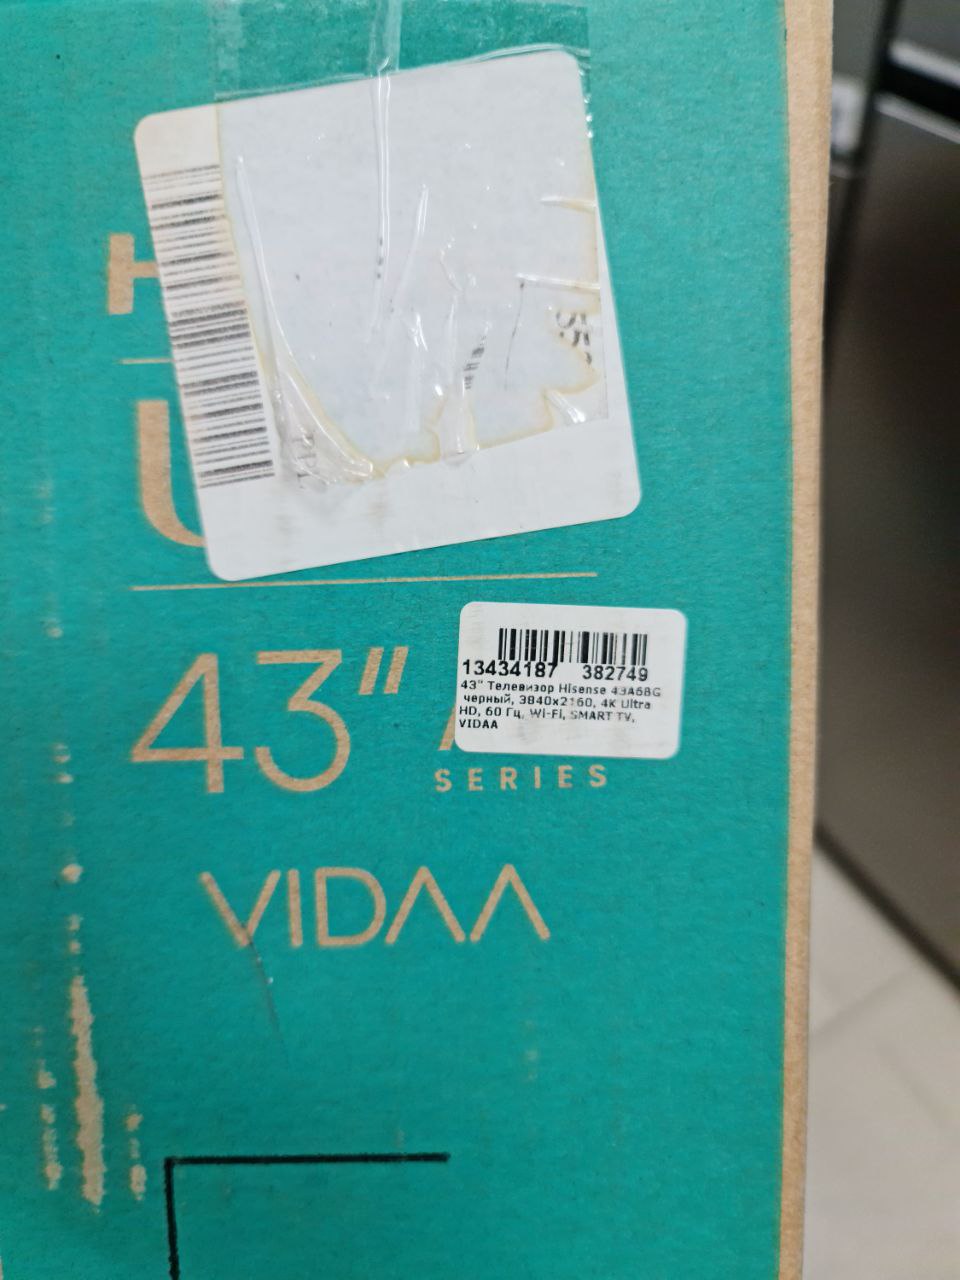 43"
13434187 382749
43" Телевизор Hisense 43A6BG
черный, 3840x2160, 4K Ultra
HD, 60 Гц, Wi-Fi, SMART TV,
VIDAA
SERIES
VIDAA